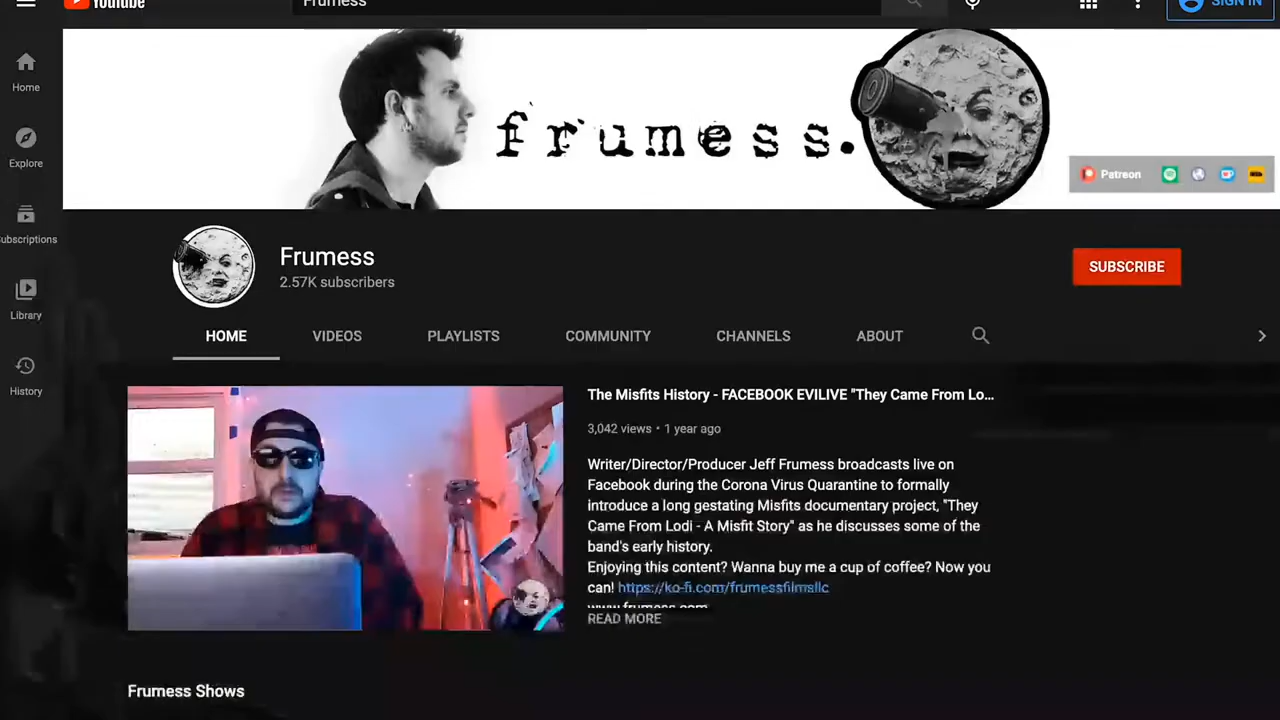 YouTube
Frumess
SIGN IN
Home
Explore
Subscriptions
Library
History
frumess.
Patreon
Frumess
2.57K subscribers
SUBSCRIBE
HOME VIDEOS PLAYLISTS COMMUNITY CHANNELS ABOUT
The Misfits History - FACEBOOK EVILIVE "They Came From Lo...
3,042 views • 1 year ago
Writer/Director/Producer Jeff Frumess broadcasts live on
Facebook during the Corona Virus Quarantine to formally
introduce a long gestating Misfits documentary project, "They
Came From Lodi - A Misfit Story" as he discusses some of the
band's early history.
Enjoying this content? Wanna buy me a cup of coffee? Now you
can! https://ko-fi.com/frumessfilmsllc
www.frumess.com
READ MORE
Frumess Shows